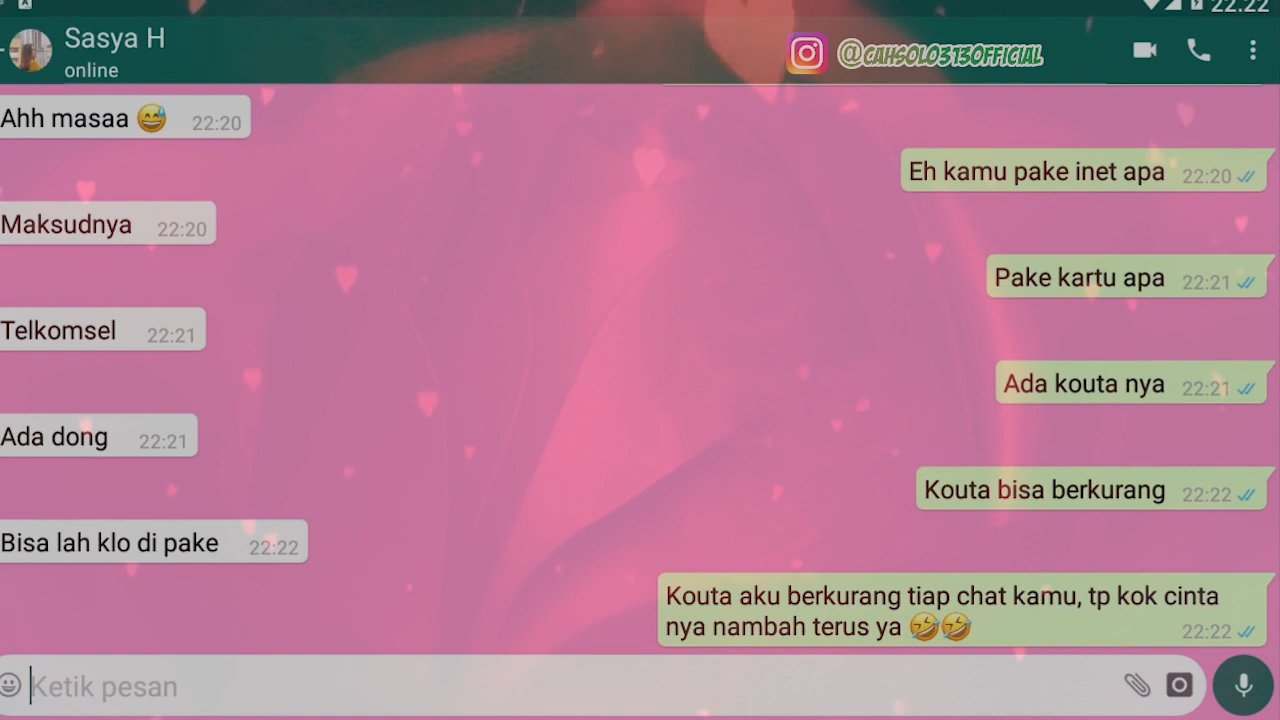 22.22
Sasya H
online
@CAHSOLO313OFFICIAL
Ahh masaa 😅 22:20
Eh kamu pake inet apa 22:20
Maksudnya 22:20
Pake kartu apa 22:21
Telkomsel 22:21
Ada kouta nya 22:21
Ada dong 22:21
Kouta bisa berkurang 22:22
Bisa lah klo di pake 22:22
Kouta aku berkurang tiap chat kamu, tp kok cinta
nya nambah terus ya 🤣🤣 22:22
Ketik pesan